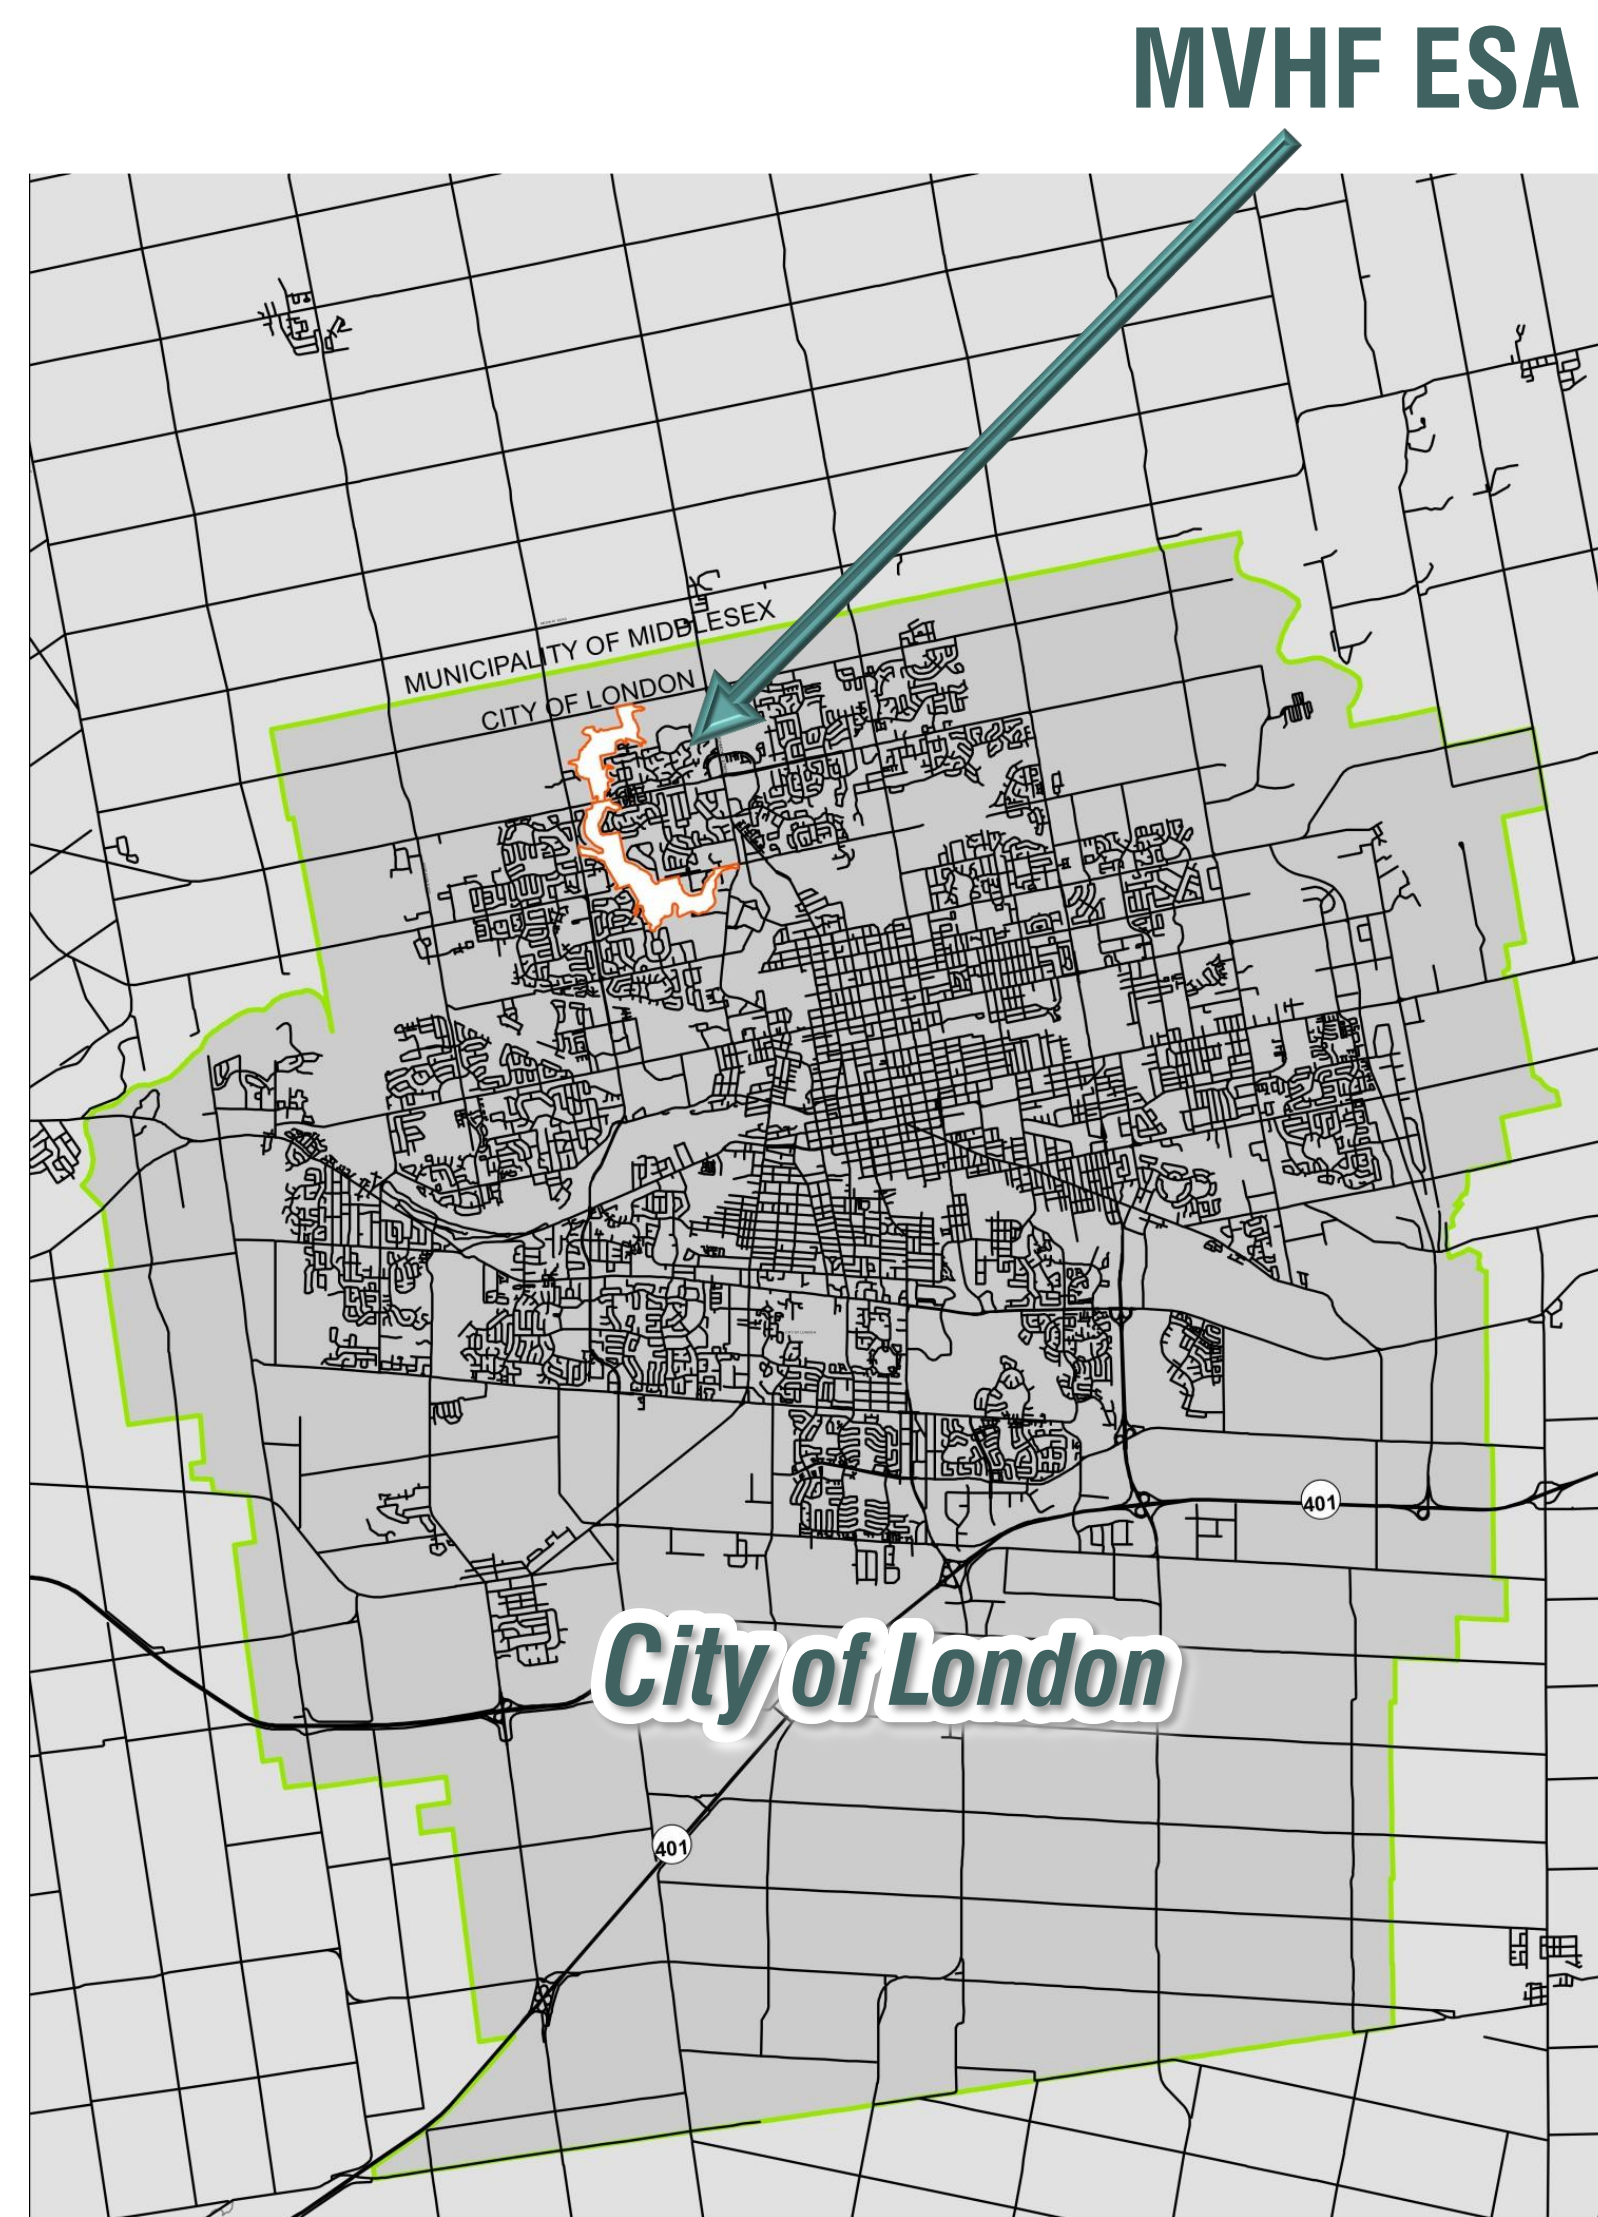 MVHF ESA
MUNICIPALITY OF MIDDLESEX
CITY OF LONDON
401
City of London
401